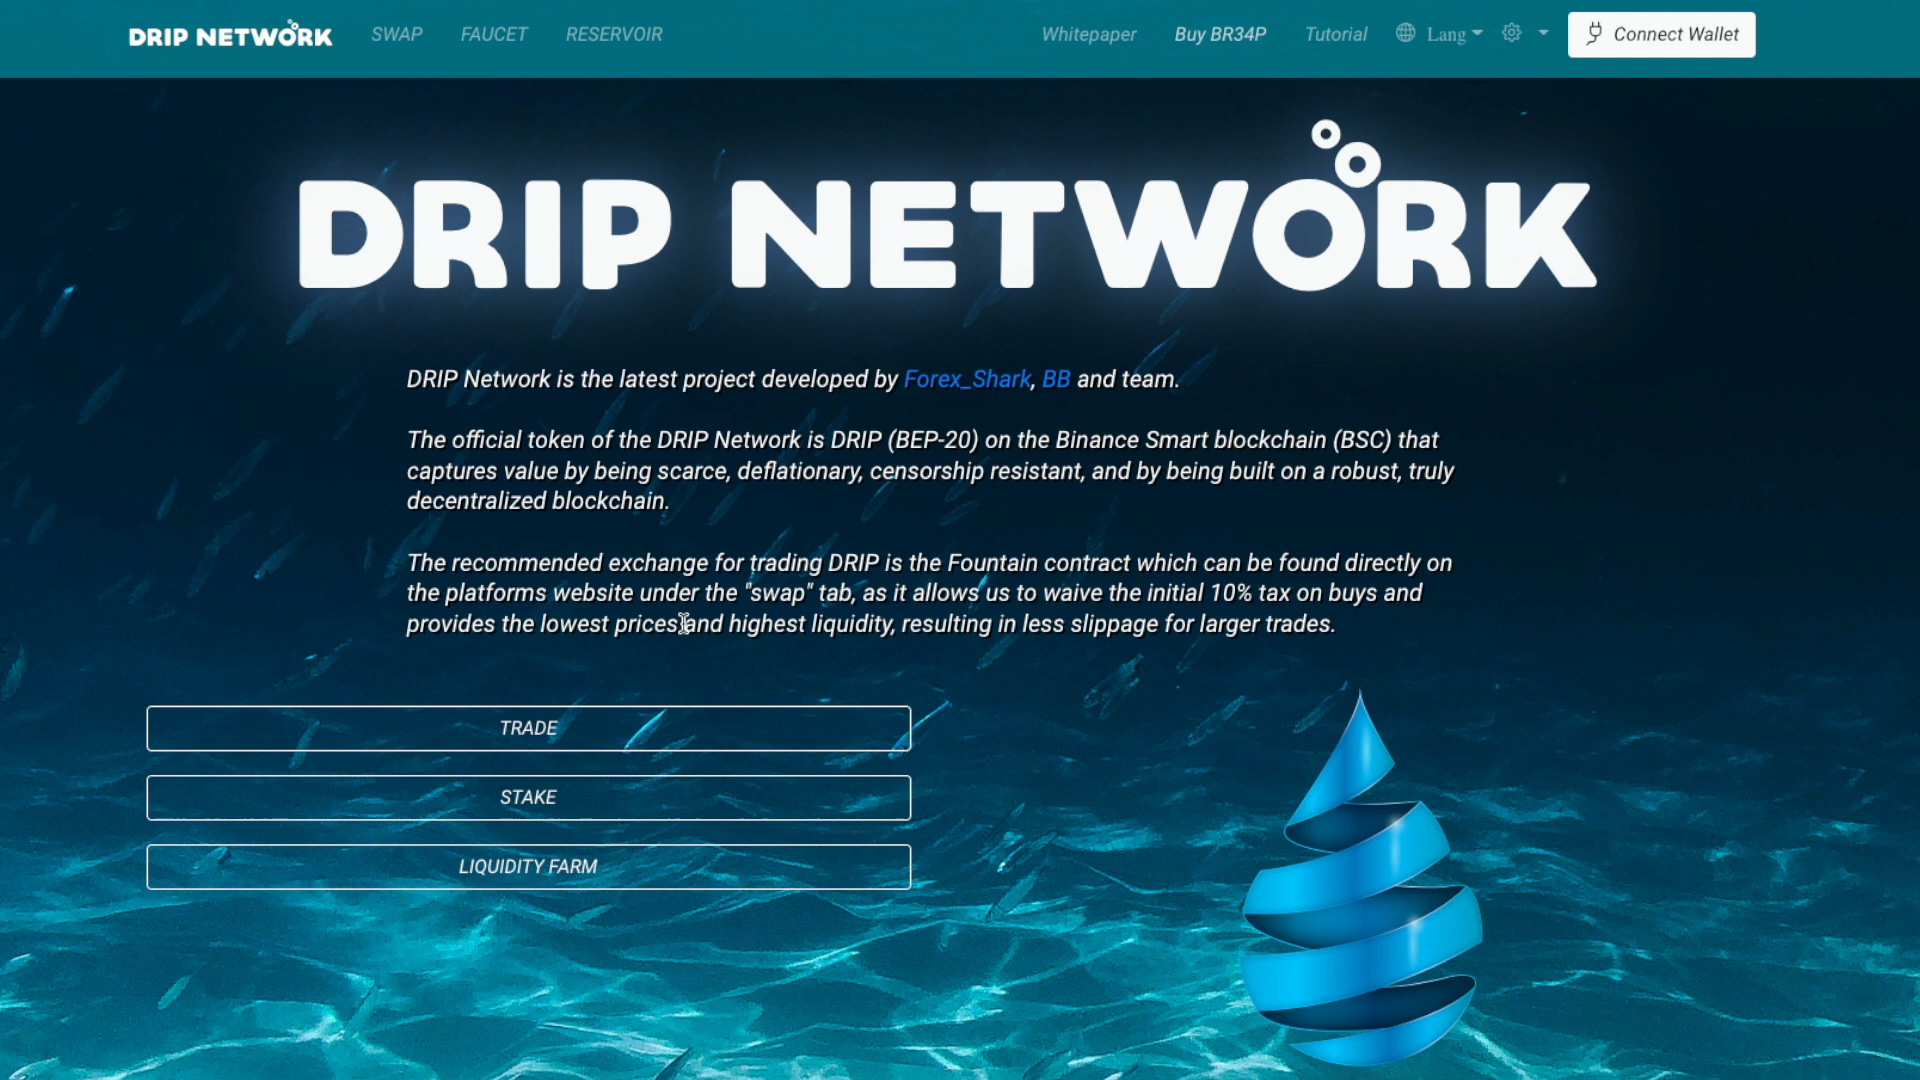 DRIP NETWORK SWAP FAUCET RESERVOIR Whitepaper Buy BR34P Tutorial Lang Connect Wallet
DRIP NETWORK
DRIP Network is the latest project developed by Forex_Shark, BB and team.
The official token of the DRIP Network is DRIP (BEP-20) on the Binance Smart blockchain (BSC) that
captures value by being scarce, deflationary, censorship resistant, and by being built on a robust, truly
decentralized blockchain.
The recommended exchange for trading DRIP is the Fountain contract which can be found directly on
the platforms website under the "swap" tab, as it allows us to waive the initial 10% tax on buys and
provides the lowest prices and highest liquidity, resulting in less slippage for larger trades.
TRADE
STAKE
LIQUIDITY FARM